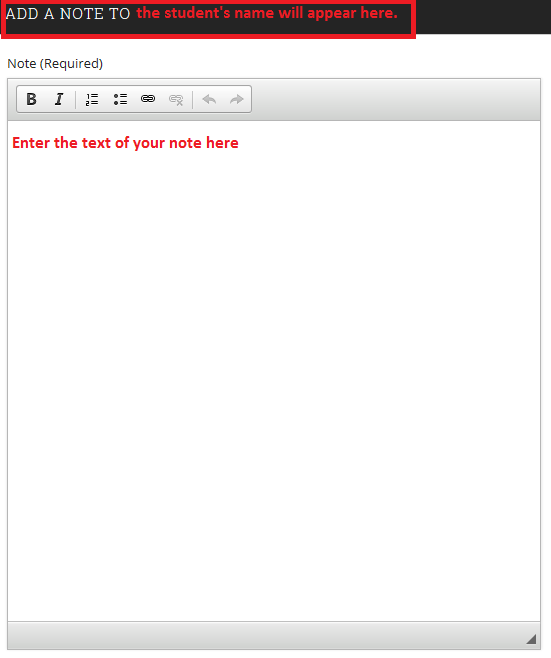 ADD A NOTE TO the student's name will appear here.
Note (Required)
B I
Enter the text of your note here